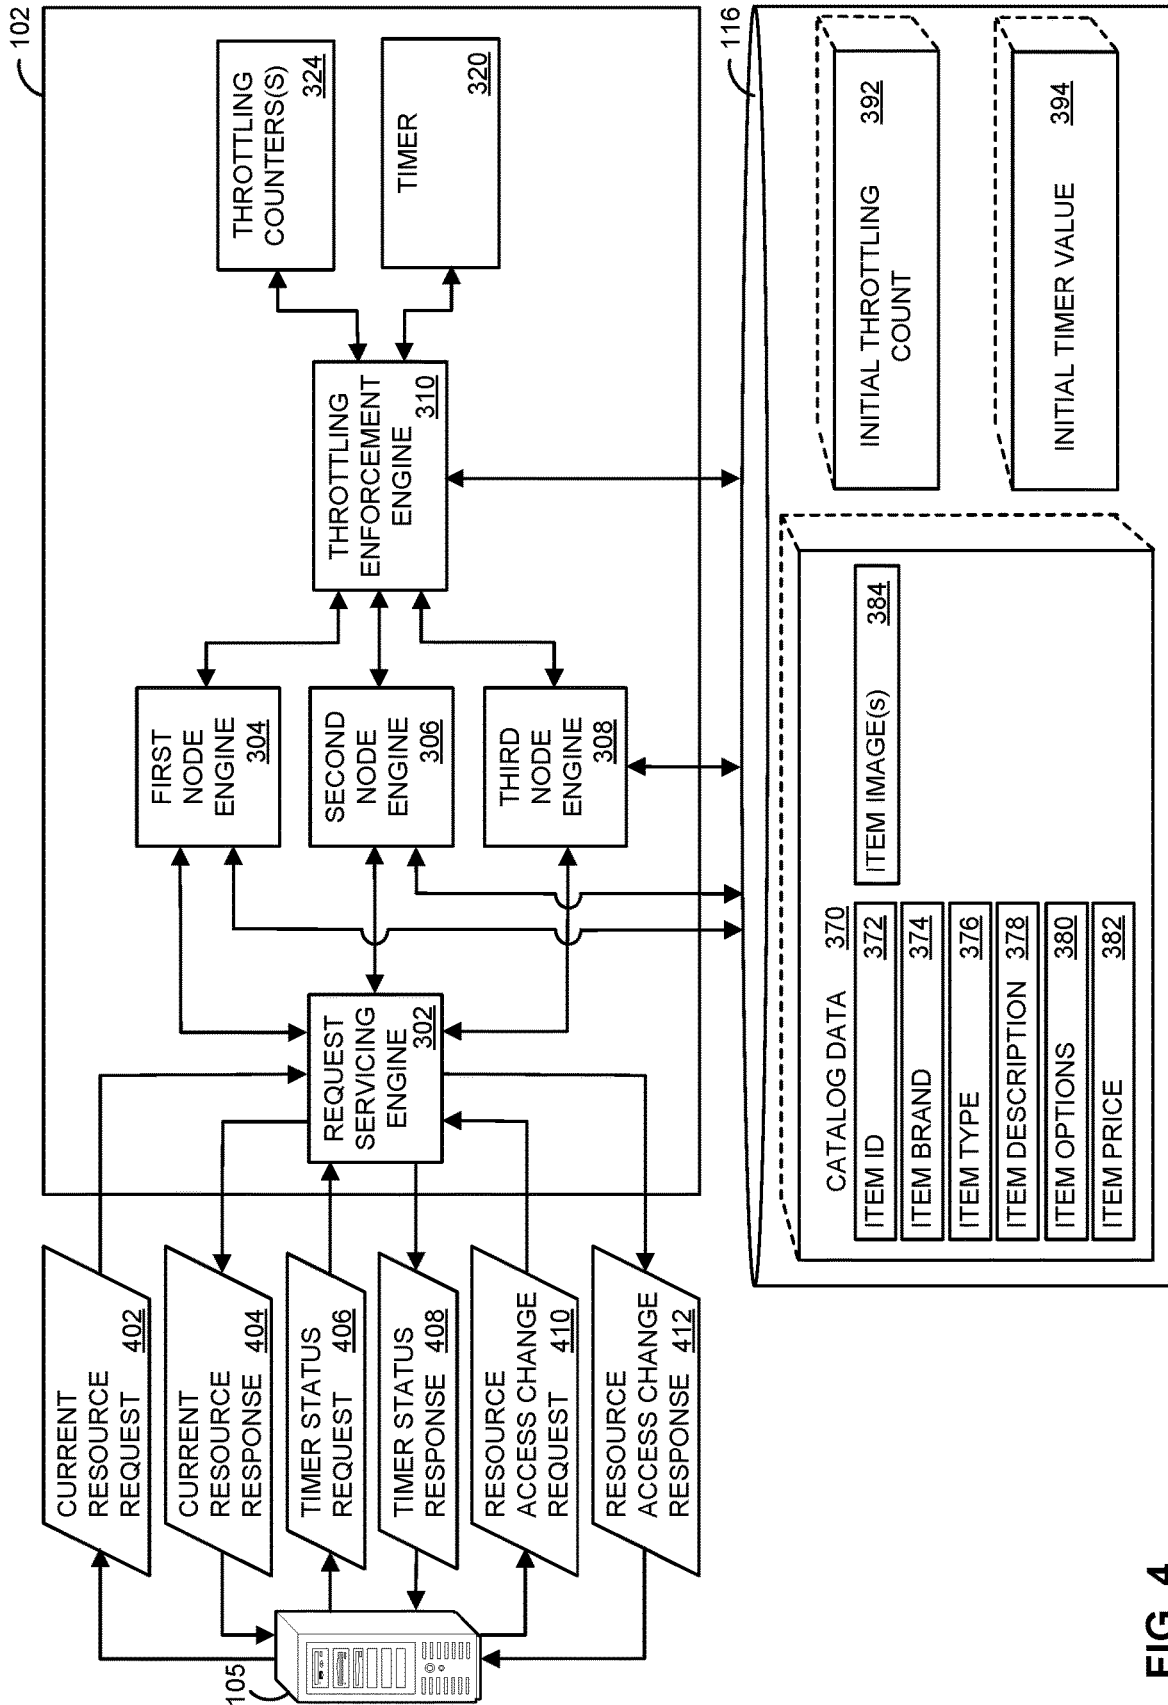 102
THROTTLING
COUNTERS(S)
324
TIMER
320
THROTTLING
ENFORCEMENT
ENGINE
310
FIRST
NODE
ENGINE
304
SECOND
NODE
ENGINE
306
THIRD
NODE
ENGINE
308
REQUEST
SERVICING
ENGINE
302
CURRENT
RESOURCE
REQUEST 402
CURRENT
RESOURCE
RESPONSE 404
TIMER STATUS
REQUEST 406
TIMER STATUS
RESPONSE 408
RESOURCE
ACCESS CHANGE
REQUEST 410
RESOURCE
ACCESS CHANGE
RESPONSE 412
105
116
CATALOG DATA 370
ITEM ID 372
ITEM BRAND 374
ITEM TYPE 376
ITEM DESCRIPTION 378
ITEM OPTIONS 380
ITEM PRICE 382
ITEM IMAGE(s) 384
INITIAL THROTTLING
COUNT
392
INITIAL TIMER VALUE 394
FIG. 4